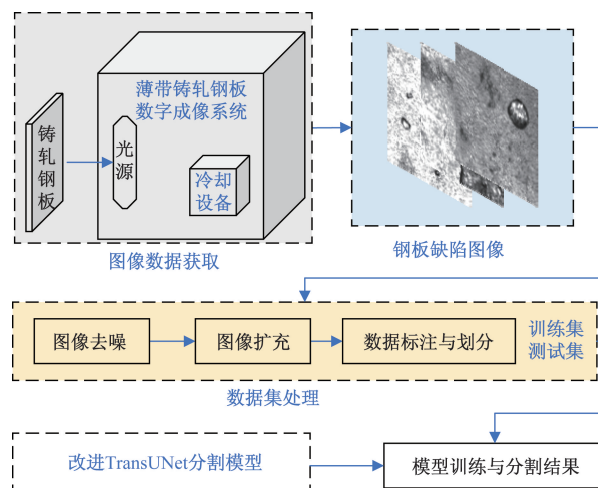 薄带铸轧钢板
数字成像系统
铸轧钢板
光源
冷却
设备
图像数据获取
钢板缺陷图像
图像去噪
图像扩充
数据标注与划分
训练集
测试集
数据集处理
改进TransUNet分割模型
模型训练与分割结果